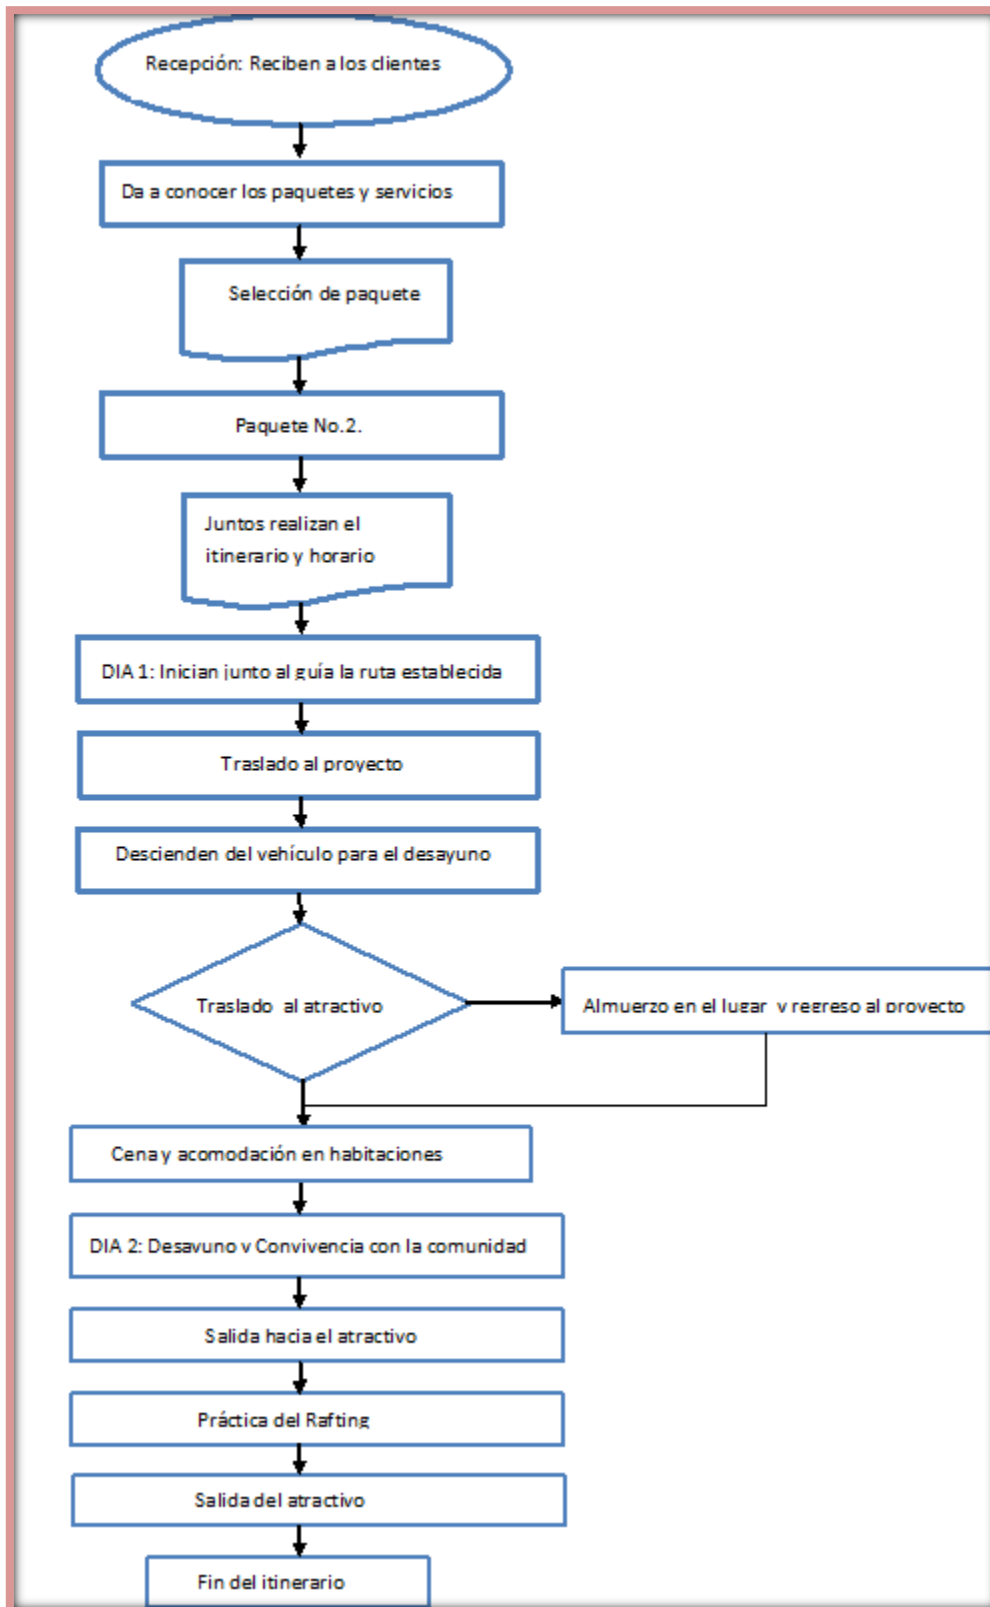 Recepción: Reciben a los clientes
Da a conocer los paquetes y servicios
Selección de paquete
Paquete No.2.
Juntos realizan el
itinerario y horario
DIA 1: Inician junto al guía la ruta establecida
Traslado al proyecto
Descienden del vehículo para el desayuno
Traslado al atractivo
Almuerzo en el lugar y regreso al proyecto
Cena y acomodación en habitaciones
DIA 2: Desayuno y Convivencia con la comunidad
Salida hacia el atractivo
Práctica del Rafting
Salida del atractivo
Fin del itinerario